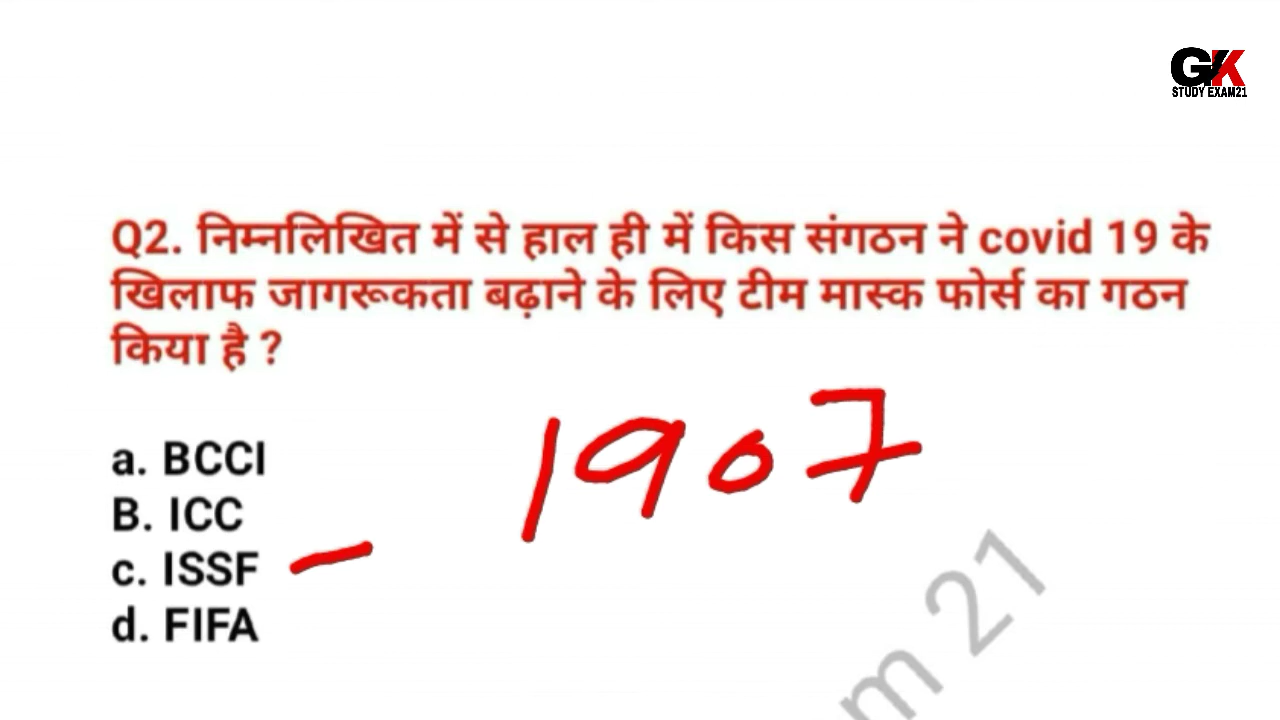 GK
STUDY EXAM21
Q2. निम्नलिखित में से हाल ही में किस संगठन ने covid 19 के
खिलाफ जागरूकता बढ़ाने के लिए टीम मास्क फोर्स का गठन
किया है ?
a. BCCI
B. ICC
c. ISSF –
d. FIFA
1907
m 21